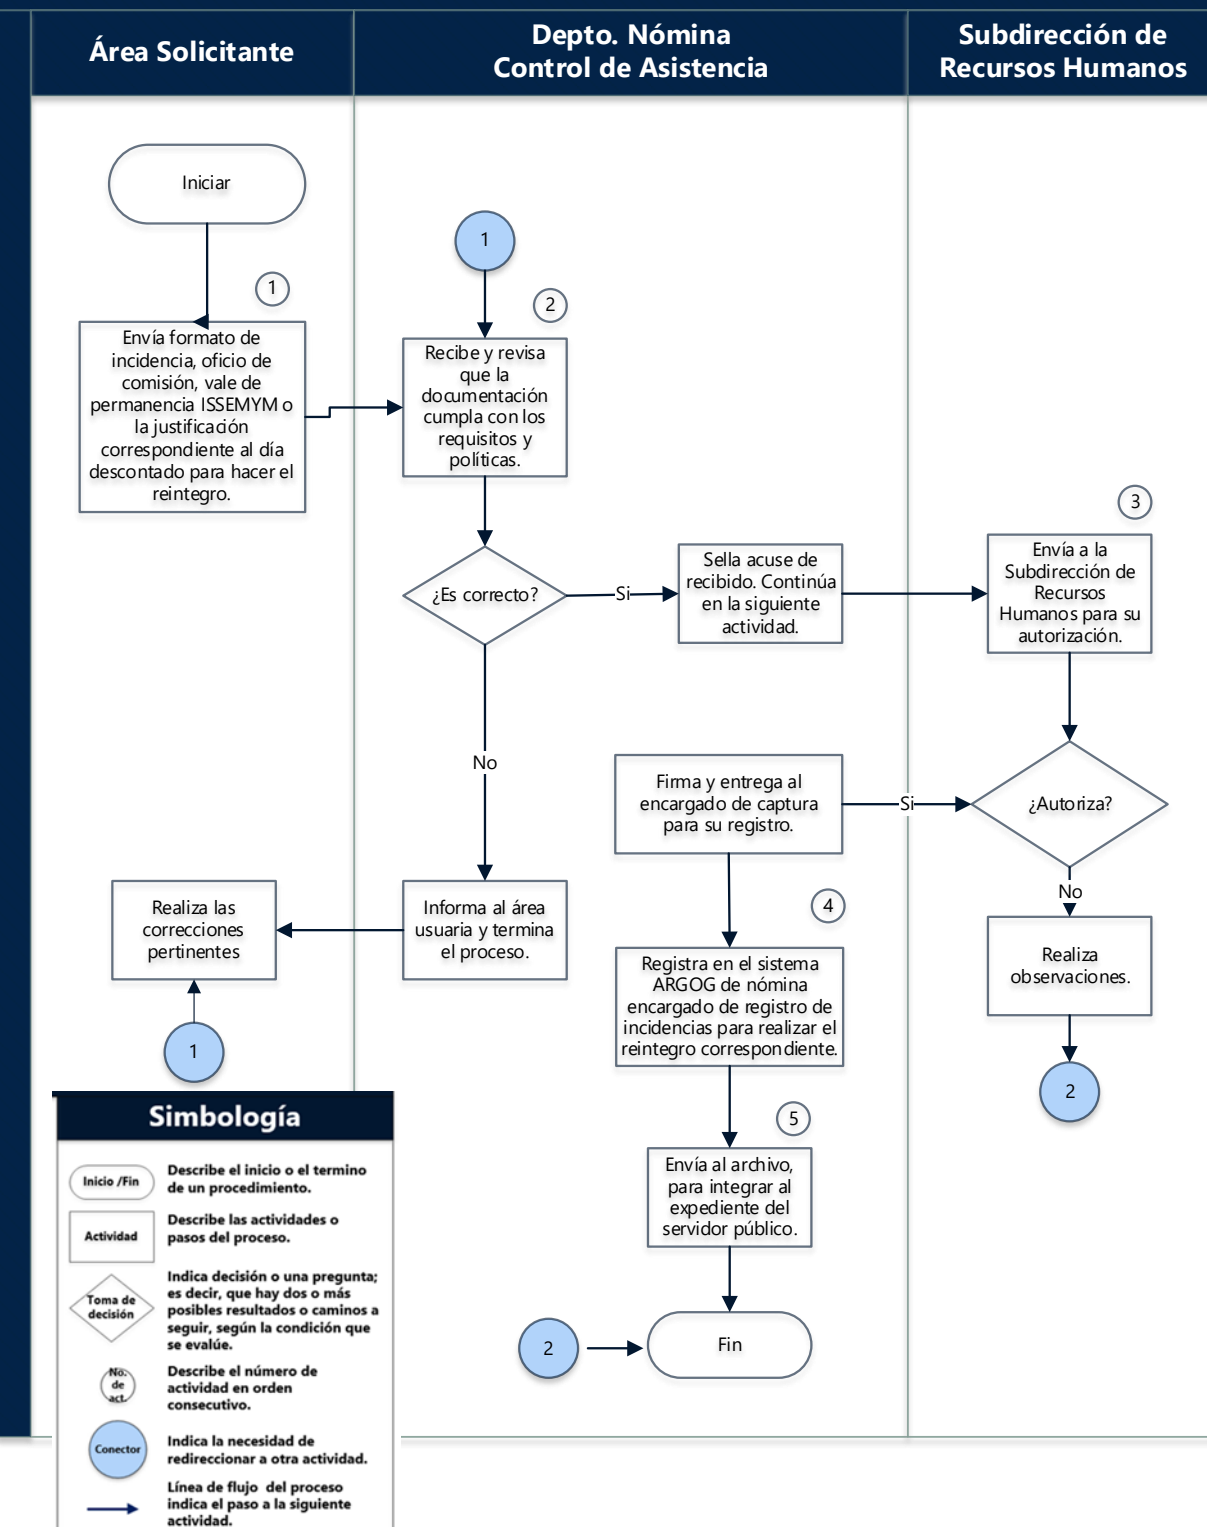 Área Solicitante
Depto. Nómina
Control de Asistencia
Subdirección de
Recursos Humanos
Iniciar
1
Envía formato de
incidencia, oficio de
comisión, vale de
permanencia ISSEMYM o
la justificación
correspondiente al día
descontado para hacer el
reintegro.
1
2
Recibe y revisa
que la
documentación
cumpla con los
requisitos y
políticas.
¿Es correcto?
Si
Sella acuse de
recibido. Continúa
en la siguiente
actividad.
3
Envía a la
Subdirección de
Recursos
Humanos para su
autorización.
No
Firma y entrega al
encargado de captura
para su registro.
Si
¿Autoriza?
No
Realiza las
correcciones
pertinentes
Informa al área
usuaria y termina
el proceso.
4
Registra en el sistema
ARGOG de nómina
encargado de registro de
incidencias para realizar el
reintegro correspondiente.
Realiza
observaciones.
1
2
5
Envía al archivo,
para integrar al
expediente del
servidor público.
2
Fin
Simbología
Inicio /Fin
Describe el inicio o el termino
de un procedimiento.
Actividad
Describe las actividades o
pasos del proceso.
Toma de
decisión
Indica decisión o una pregunta;
es decir, que hay dos o más
posibles resultados o caminos a
seguir, según la condición que
se evalúe.
No.
de
act.
Describe el número de
actividad en orden
consecutivo.
Conector
Indica la necesidad de
redireccionar a otra actividad.
Línea de flujo del proceso
indica el paso a la siguiente
actividad.